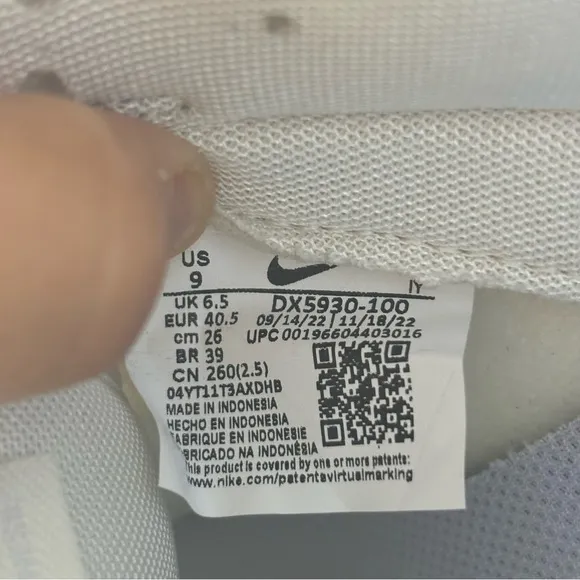 US
9
IY
UK 6.5 DX5930-100
EUR 40.5 09/14/22 | 11/18/22
cm 26 UPC 00196604403016
BR 39
CN 260(2.5)
04YT11T3AXDHB
MADE IN INDONESIA
HECHO EN INDONESIA
FABRIQUE EN INDONESIE
FABRICADO NA INDONÉSIA
This product is covered by one or more patents:
www.nike.com/patentavirtualmarking